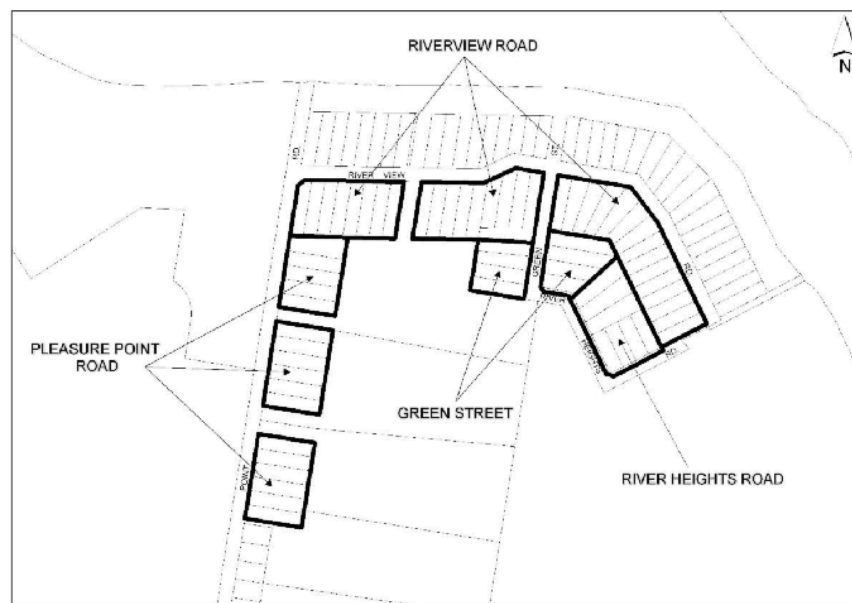 RIVERVIEW ROAD
N
RD
ST
RIVER VIEW
GREEN
RD
RIVER
PLEASURE POINT
ROAD
HEIGHTS
RD
GREEN STREET
POINT
RIVER HEIGHTS ROAD